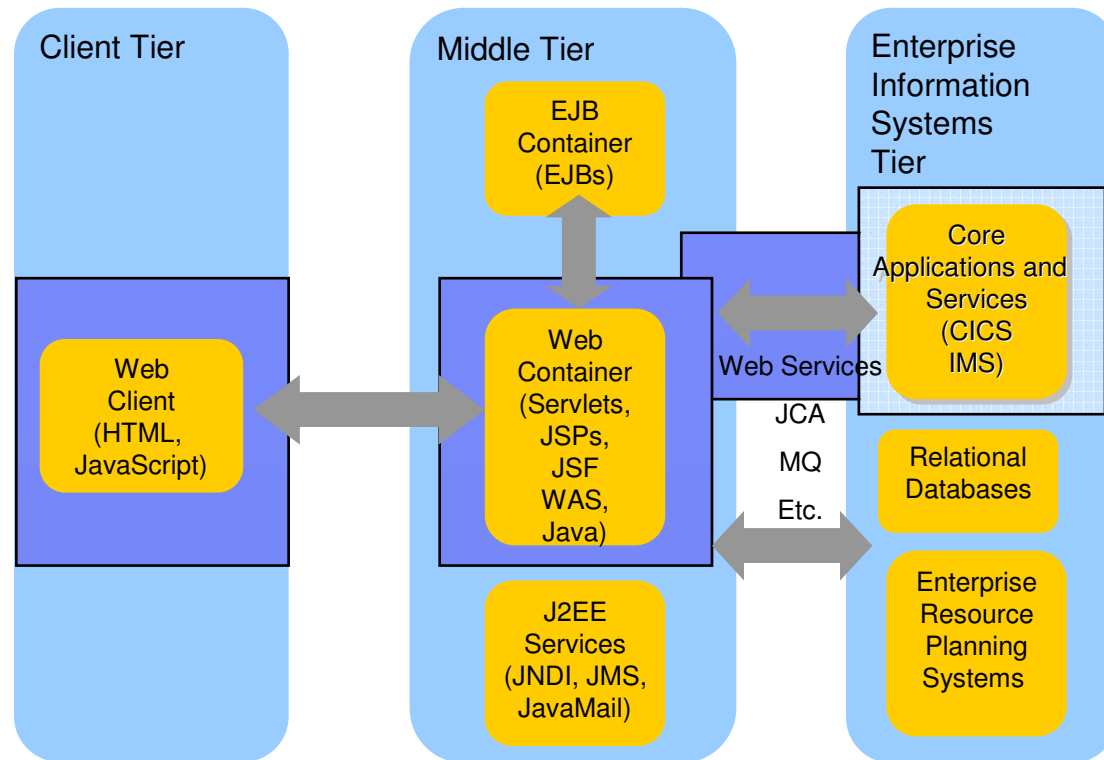 Client Tier
Web
Client
(HTML,
JavaScript)
Middle Tier
EJB
Container
(EJBs)
Web
Container
(Servlets,
JSPs,
JSF
WAS,
Java)
J2EE
Services
(JNDI, JMS,
JavaMail)
Web Services
JCA
MQ
Etc.
Enterprise
Information
Systems
Tier
Core
Applications and
Services
(CICS
IMS)
Relational
Databases
Enterprise
Resource
Planning
Systems